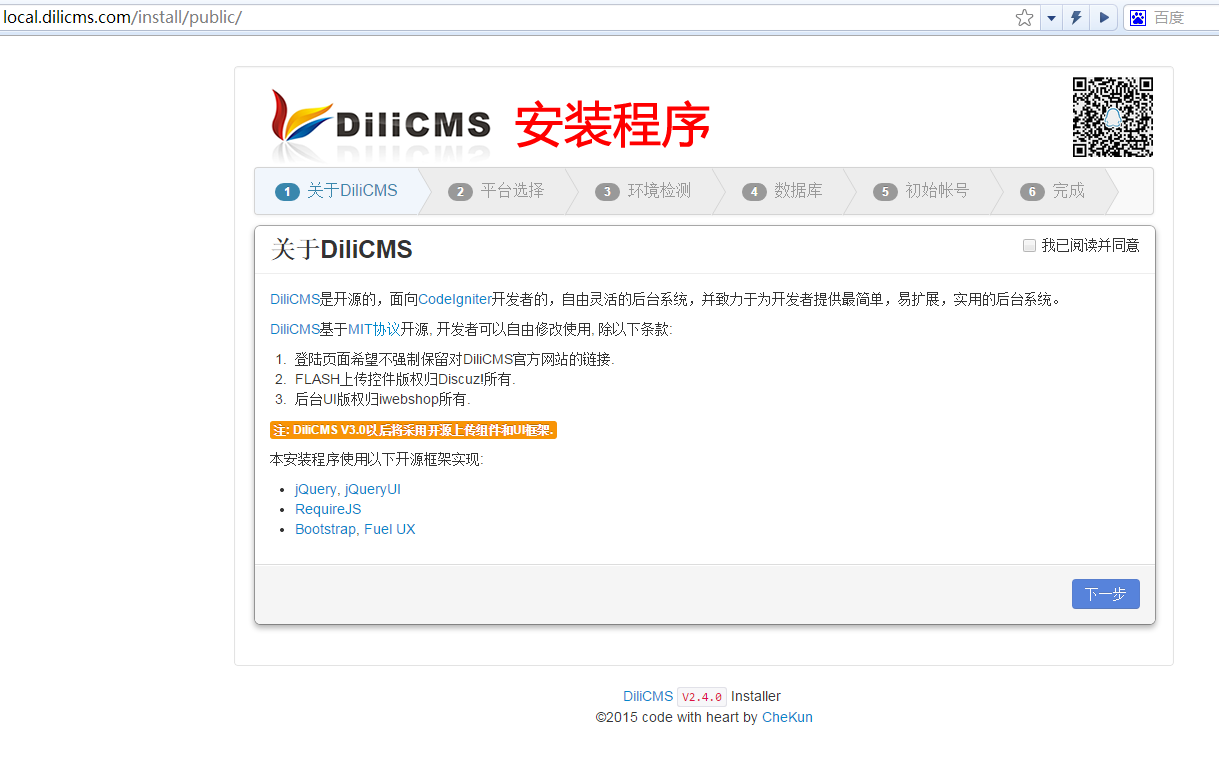 local.dilicms.com/install/public/
百度
DiliCMS 安装程序
1 关于DiliCMS 2 平台选择 3 环境检测 4 数据库 5 初始帐号 6 完成
关于DiliCMS
我已阅读并同意
DiliCMS是开源的，面向CodeIgniter开发者的，自由灵活的后台系统，并致力于为开发者提供最简单，易扩展，实用的后台系统。
DiliCMS基于MIT协议开源, 开发者可以自由修改使用, 除以下条款:
1. 登陆页面希望不强制保留对DiliCMS官方网站的链接.
2. FLASH上传控件版权归Discuz!所有.
3. 后台UI版权归iwebshop所有.
注: DiliCMS V3.0以后将采用开源上传组件和UI框架.
本安装程序使用以下开源框架实现:
• jQuery, jQueryUI
• RequireJS
• Bootstrap, Fuel UX
下一步
DiliCMS V2.4.0 Installer
©2015 code with heart by CheKun